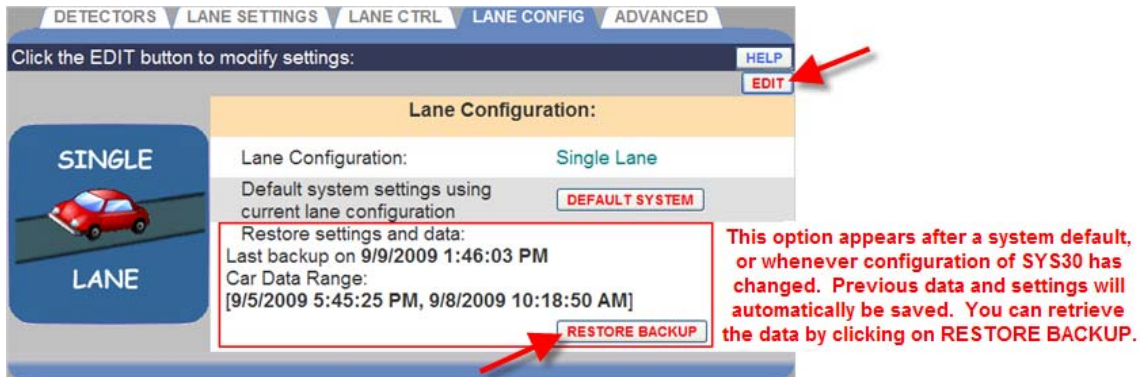 DETECTORS LANE SETTINGS LANE CTRL LANE CONFIG ADVANCED
Click the EDIT button to modify settings: HELP
EDIT
Lane Configuration:
SINGLE
LANE
Lane Configuration: Single Lane
Default system settings using
current lane configuration
DEFAULT SYSTEM
Restore settings and data:
Last backup on 9/9/2009 1:46:03 PM
Car Data Range:
[9/5/2009 5:45:25 PM, 9/8/2009 10:18:50 AM]
RESTORE BACKUP
This option appears after a system default,
or whenever configuration of SYS30 has
changed. Previous data and settings will
automatically be saved. You can retrieve
the data by clicking on RESTORE BACKUP.